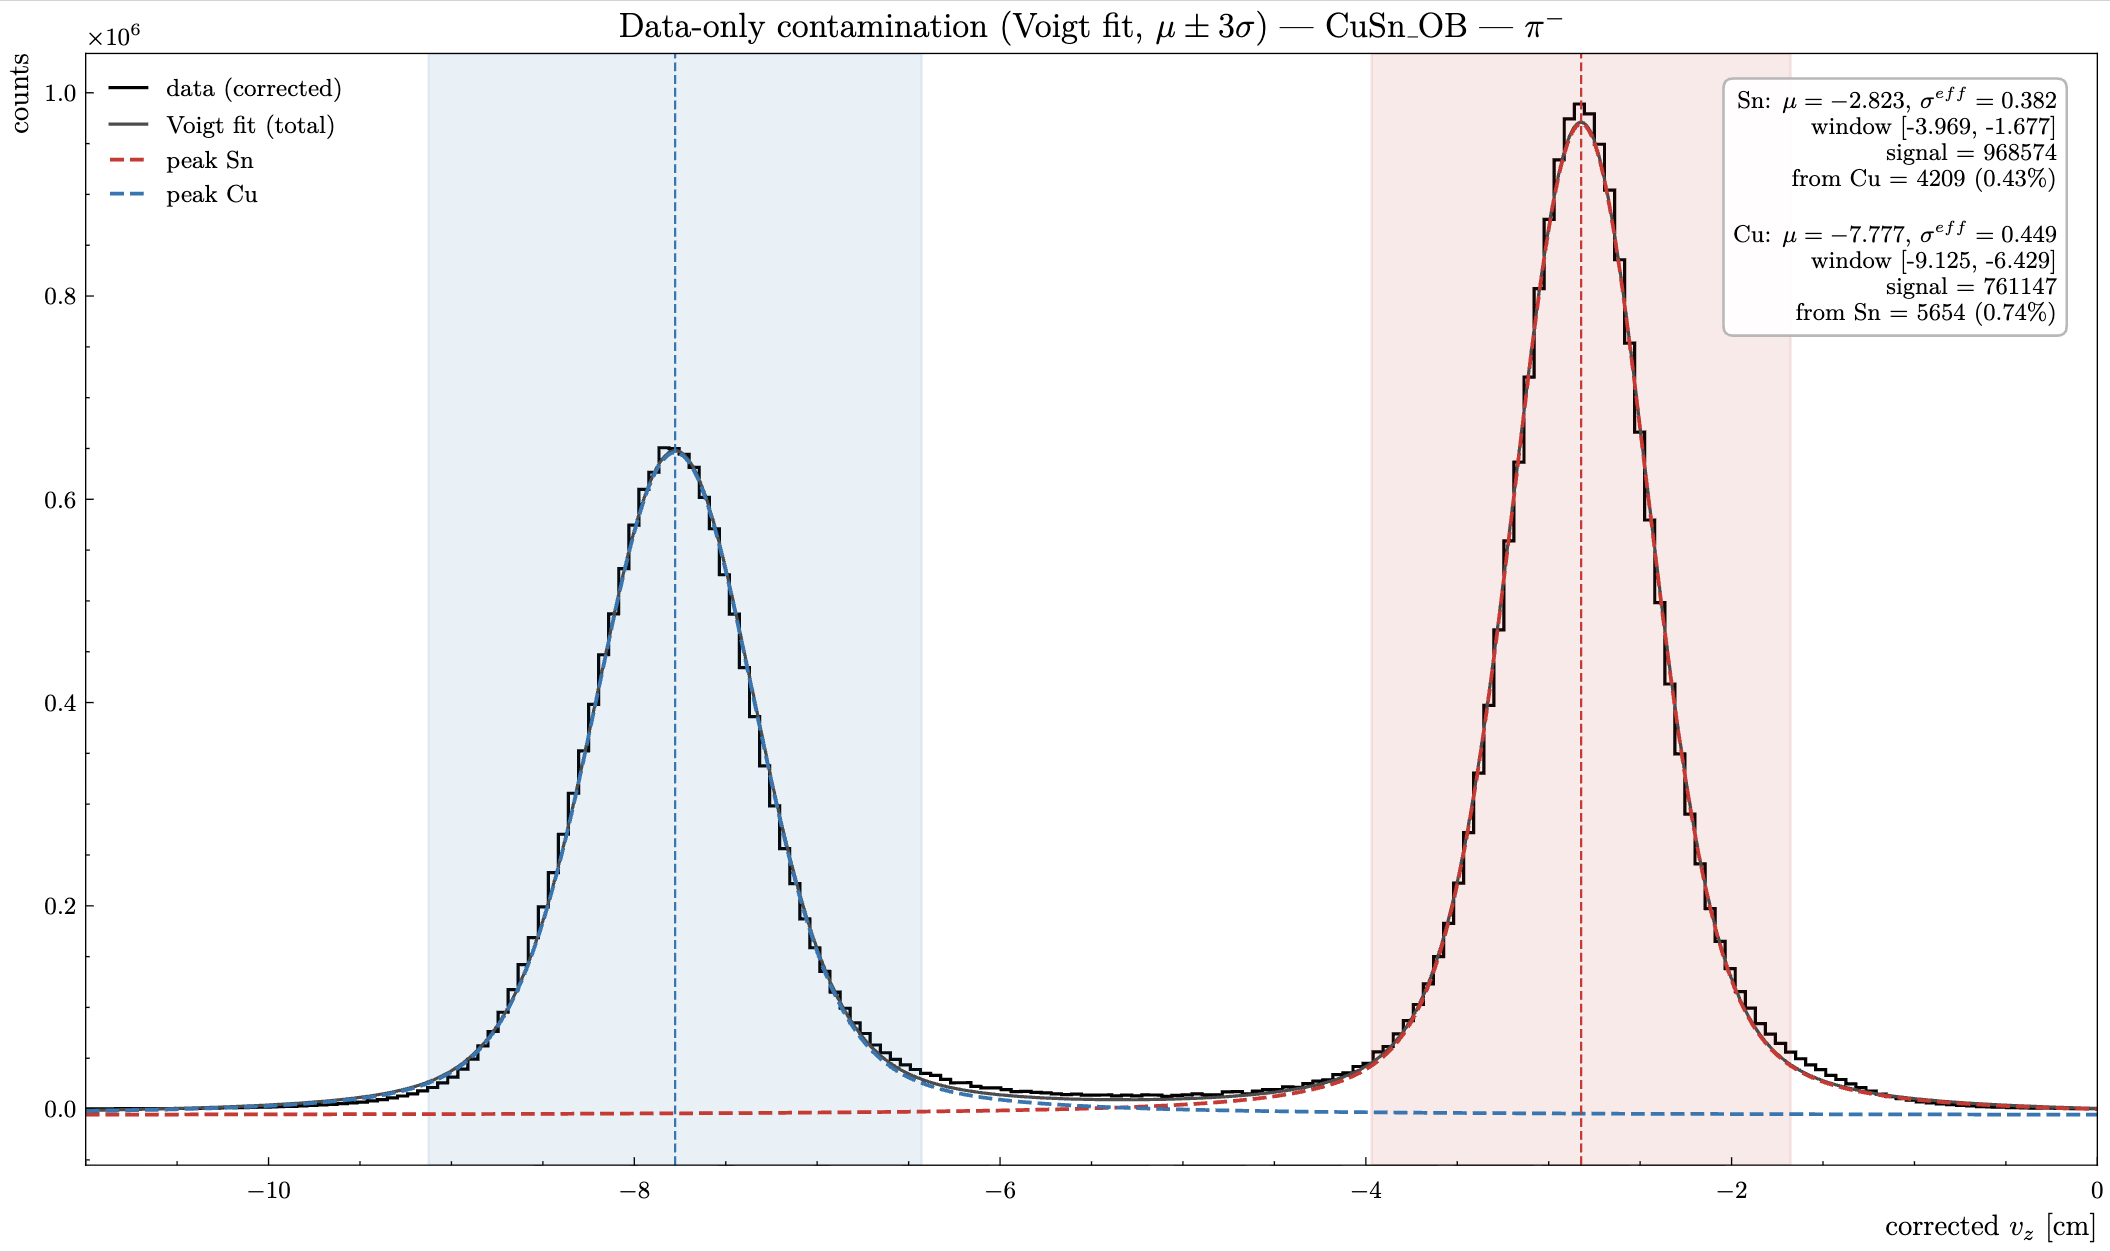 Data-only contamination (Voigt fit, μ ± 3σ) — CuSn_OB — π⁻
×10⁶
counts
data (corrected)
Voigt fit (total)
peak Sn
peak Cu
Sn: μ = −2.823, σ^{eff} = 0.382
window [-3.969, -1.677]
signal = 968574
from Cu = 4209 (0.43%)
Cu: μ = −7.777, σ^{eff} = 0.449
window [-9.125, -6.429]
signal = 761147
from Sn = 5654 (0.74%)
1.0
0.8
0.6
0.4
0.2
0.0
−10
−8
−6
−4
−2
0
corrected v_z [cm]